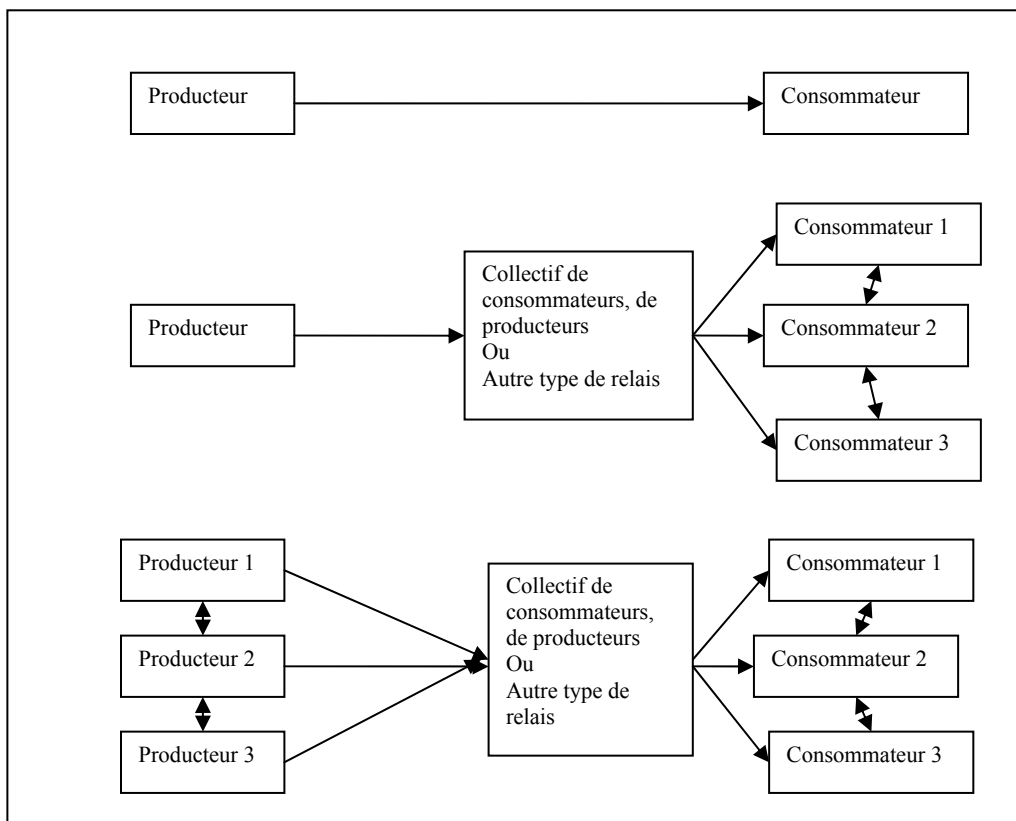 Producteur
Consommateur
Consommateur 1
Collectif de
consommateurs, de
producteurs
Ou
Autre type de relais
Producteur
Consommateur 2
Consommateur 3
Producteur 1
Producteur 2
Producteur 3
Collectif de
consommateurs,
de producteurs
Ou
Autre type de
relais
Consommateur 1
Consommateur 2
Consommateur 3